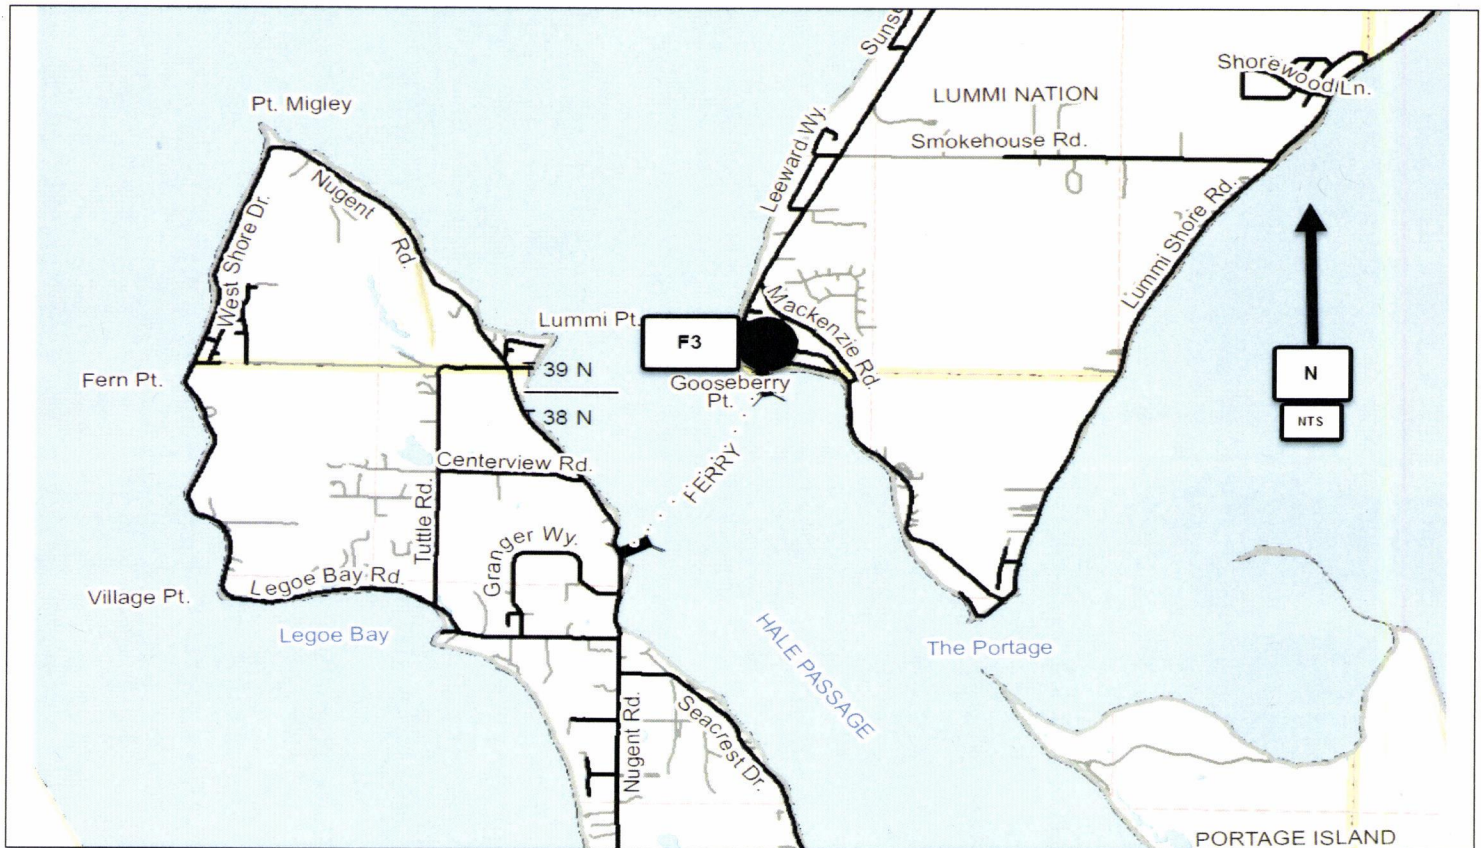 Sunse
Shorewood Ln.
Pt. Migley
LUMMI NATION
Smokehouse Rd.
Leeward Wy.
Nugent
Rd.
West Shore Dr.
Lummi Shore Rd.
Mackenzie Rd.
Lummi Pt.
F3
39 N
Fern Pt.
Gooseberry
Pt.
N
38 N
NTS
Centerview Rd.
FERRY
Tuttle Rd.
Granger Wy.
Legoe Bay Rd.
Village Pt.
Legoe Bay
HALE PASSAGE
The Portage
Nugent Rd.
Seacrest Dr.
PORTAGE ISLAND